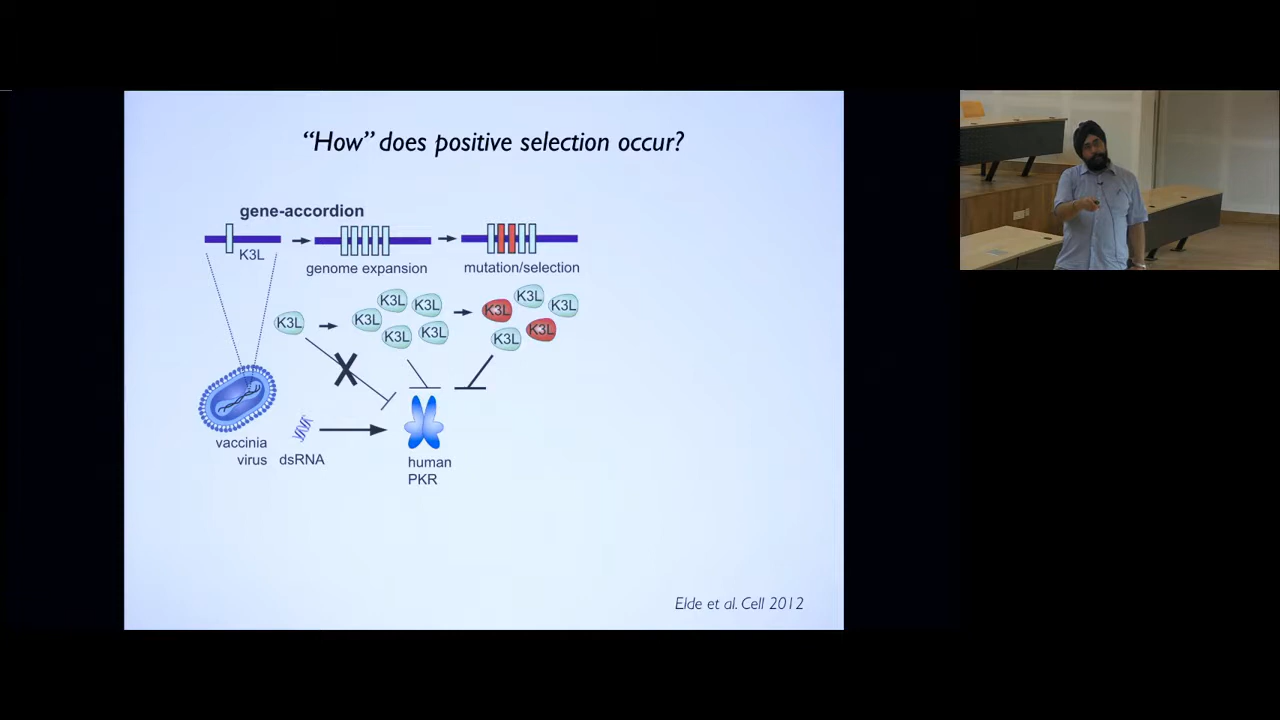 “How” does positive selection occur?
gene-accordion
K3L
genome expansion
mutation/selection
K3L
K3L
K3L
K3L
K3L
K3L
K3L
K3L
K3L
K3L
K3L
vaccinia
virus
dsRNA
human
PKR
Elde et al. Cell 2012